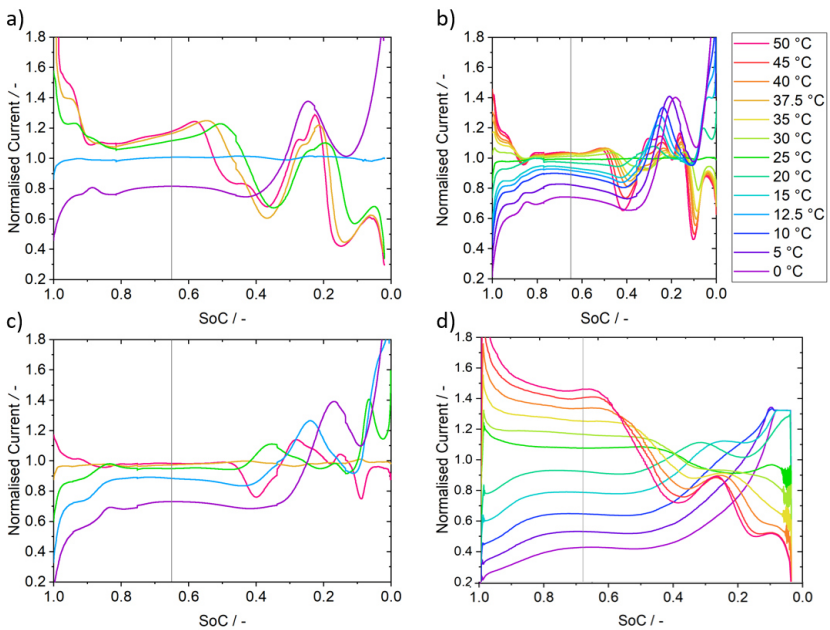 a)
1.8
1.6
1.4
1.2
1.0
0.8
0.6
0.4
0.2
Normalised Current / -
1.0 0.8 0.6 0.4 0.2 0.0
SoC / -
b)
1.8
1.6
1.4
1.2
1.0
0.8
0.6
0.4
0.2
Normalised Current / -
1.0 0.8 0.6 0.4 0.2 0.0
SoC / -
50 °C
45 °C
40 °C
37.5 °C
35 °C
30 °C
25 °C
20 °C
15 °C
12.5 °C
10 °C
5 °C
0 °C
c)
1.8
1.6
1.4
1.2
1.0
0.8
0.6
0.4
0.2
Normalised Current / -
1.0 0.8 0.6 0.4 0.2 0.0
SoC / -
d)
1.8
1.6
1.4
1.2
1.0
0.8
0.6
0.4
0.2
Normalised Current / -
1.0 0.8 0.6 0.4 0.2 0.0
SoC / -